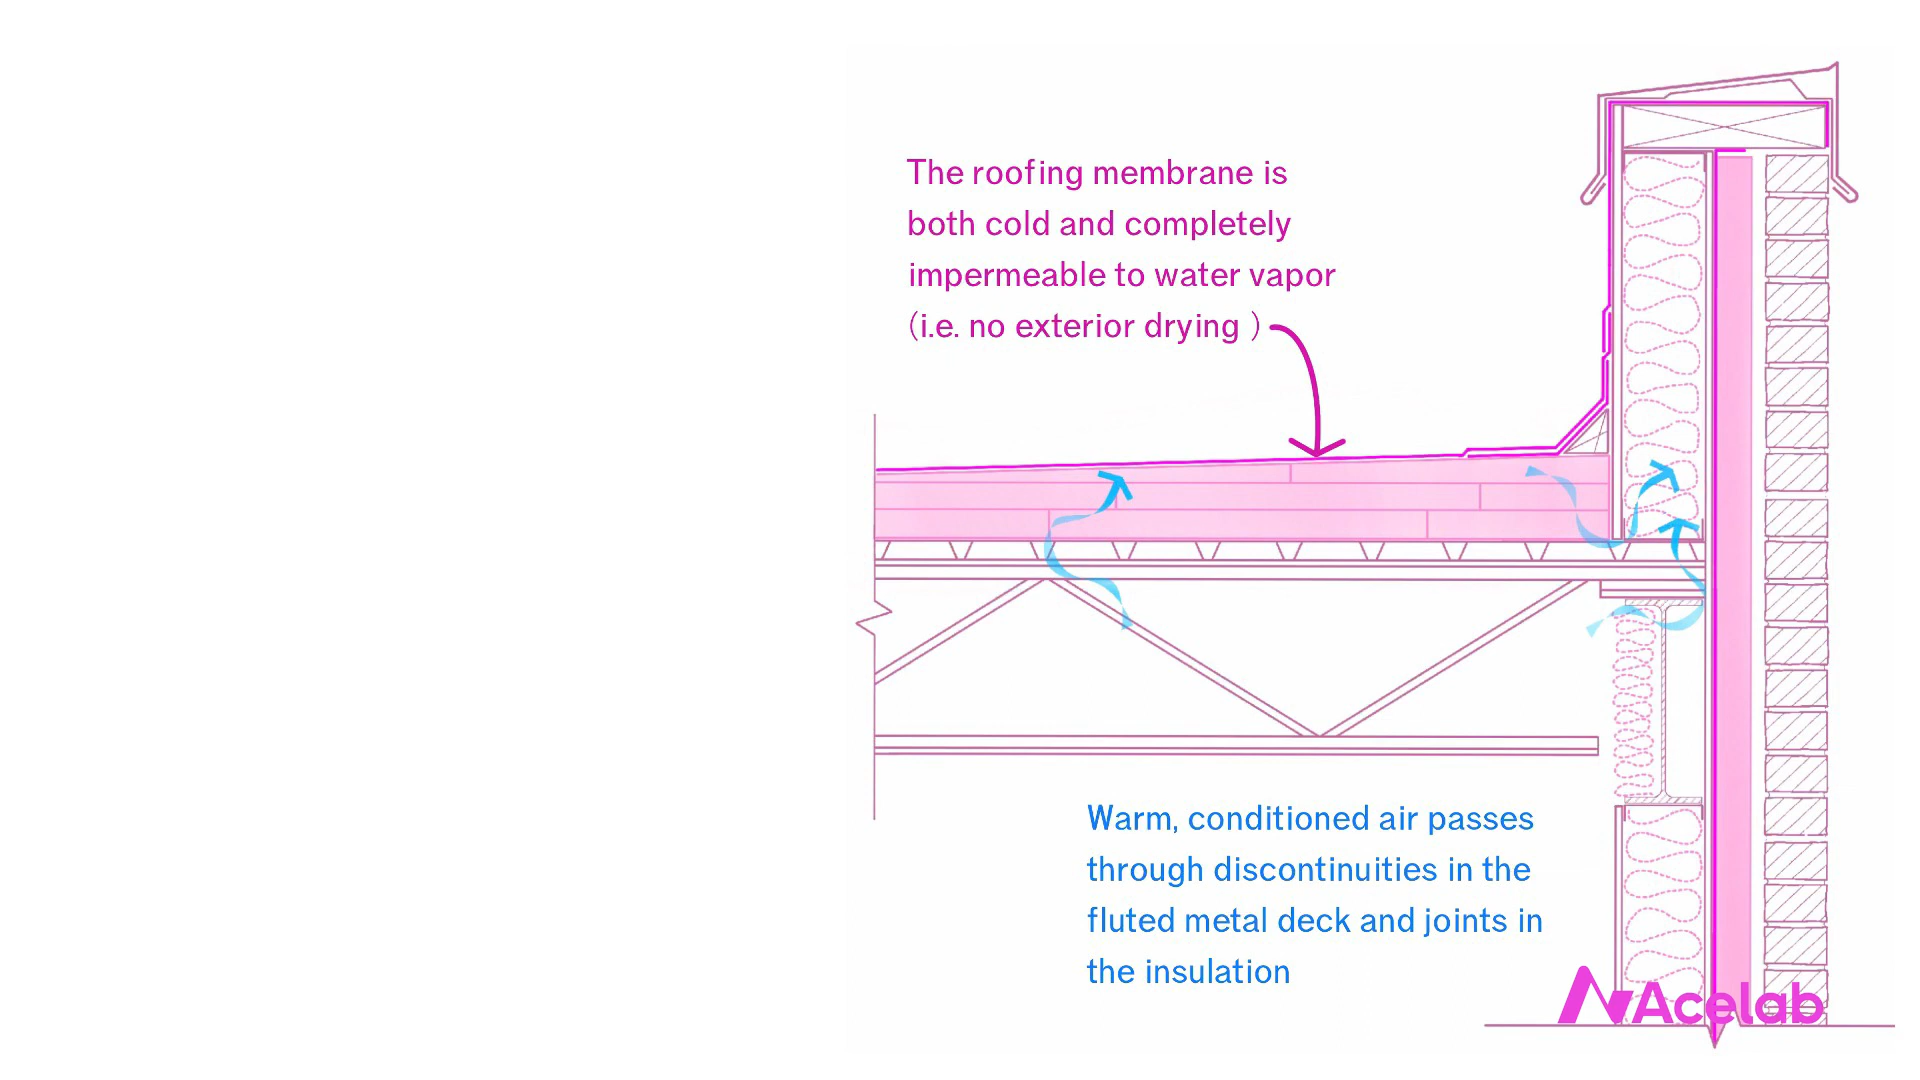 The roofing membrane is
both cold and completely
impermeable to water vapor
(i.e. no exterior drying )
Warm, conditioned air passes
through discontinuities in the
fluted metal deck and joints in
the insulation
Acelab